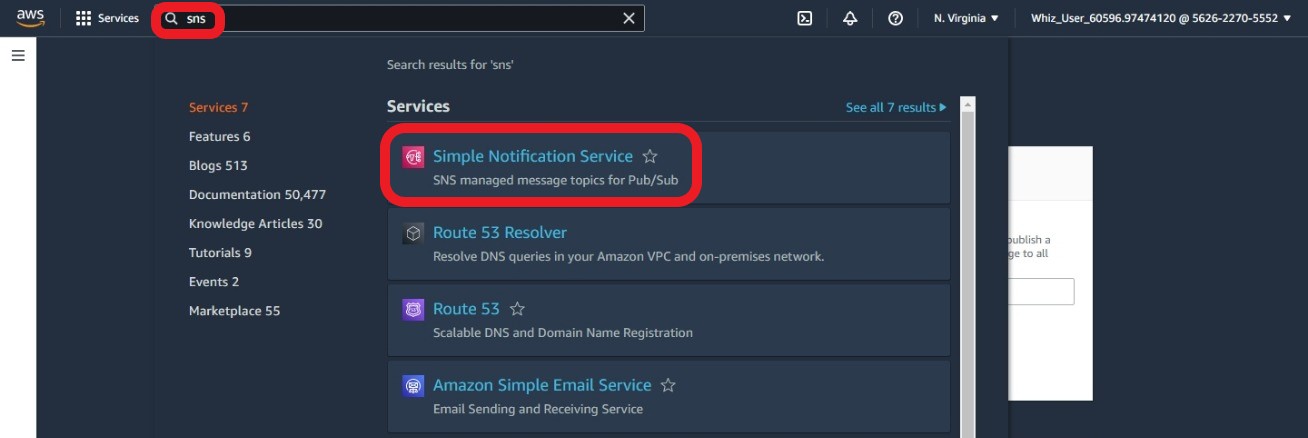 aws
Services
sns
N. Virginia
Whiz_User_60596.97474120 @ 5626-2270-5552
Search results for 'sns'
Services 7
Features 6
Blogs 513
Documentation 50,477
Knowledge Articles 30
Tutorials 9
Events 2
Marketplace 55
Services
See all 7 results
Simple Notification Service
SNS managed message topics for Pub/Sub
Route 53 Resolver
Resolve DNS queries in your Amazon VPC and on-premises network.
Route 53
Scalable DNS and Domain Name Registration
Amazon Simple Email Service
Email Sending and Receiving Service
publish a
ge to all